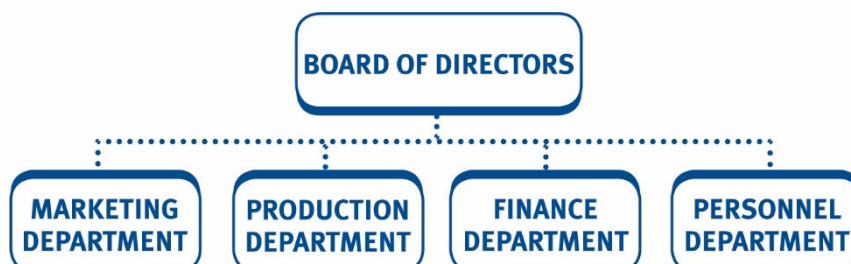 BOARD OF DIRECTORS
MARKETING DEPARTMENT
PRODUCTION DEPARTMENT
FINANCE DEPARTMENT
PERSONNEL DEPARTMENT